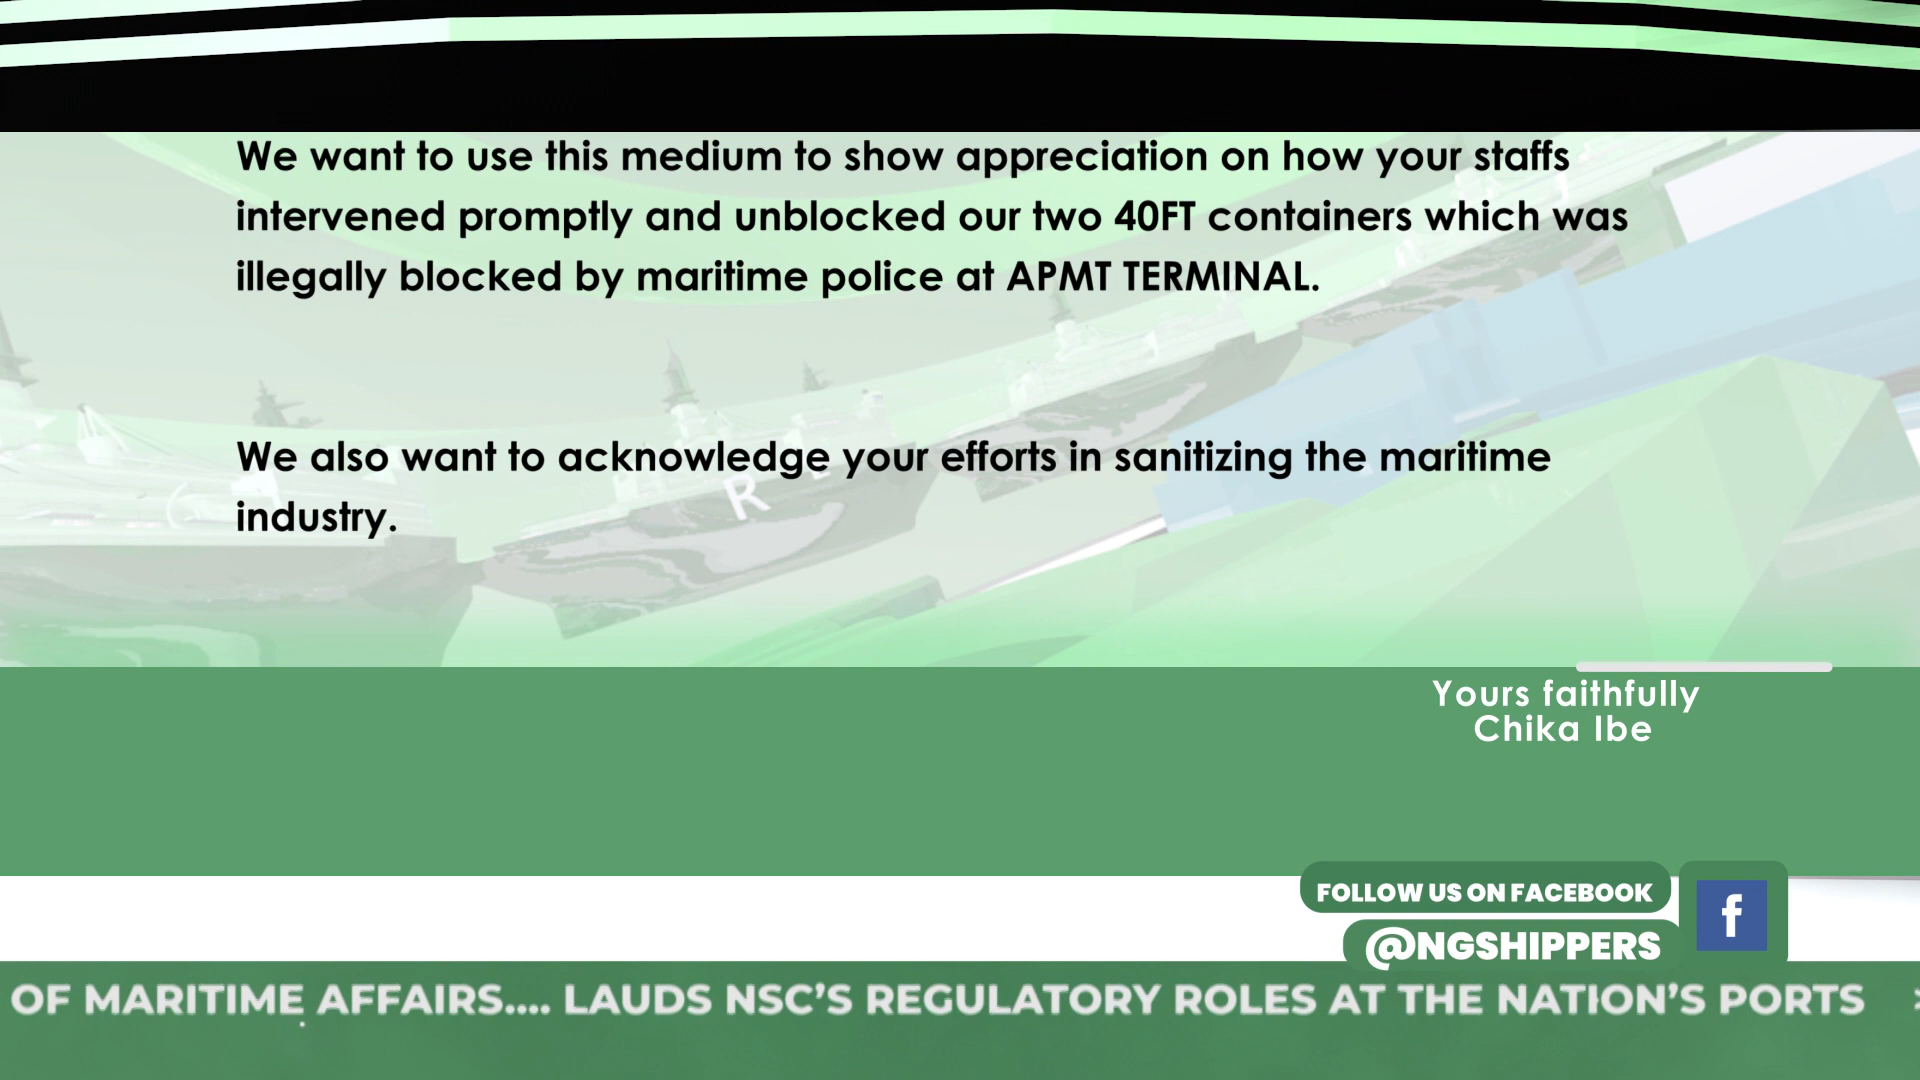 We want to use this medium to show appreciation on how your staffs
intervened promptly and unblocked our two 40FT containers which was
illegally blocked by maritime police at APMT TERMINAL.
We also want to acknowledge your efforts in sanitizing the maritime
industry.
R
Yours faithfully
Chika Ibe
FOLLOW US ON FACEBOOK
f
@NGSHIPPERS
OF MARITIME AFFAIRS.... LAUDS NSC'S REGULATORY ROLES AT THE NATION'S PORTS